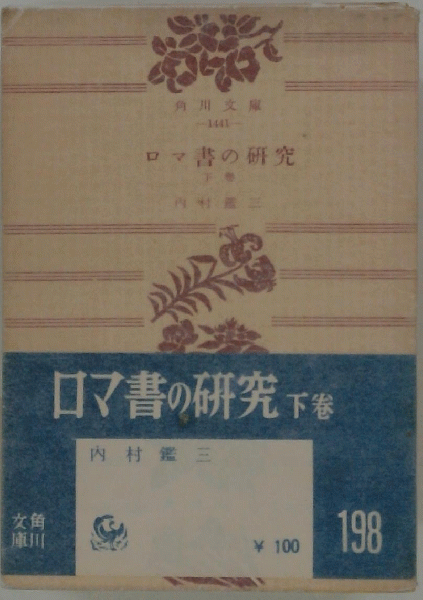 角川文庫
—1441—
ロマ書の研究
下巻
内村鑑三
ロマ書の研究 下巻
内村鑑三
角川文庫
¥ 100
198